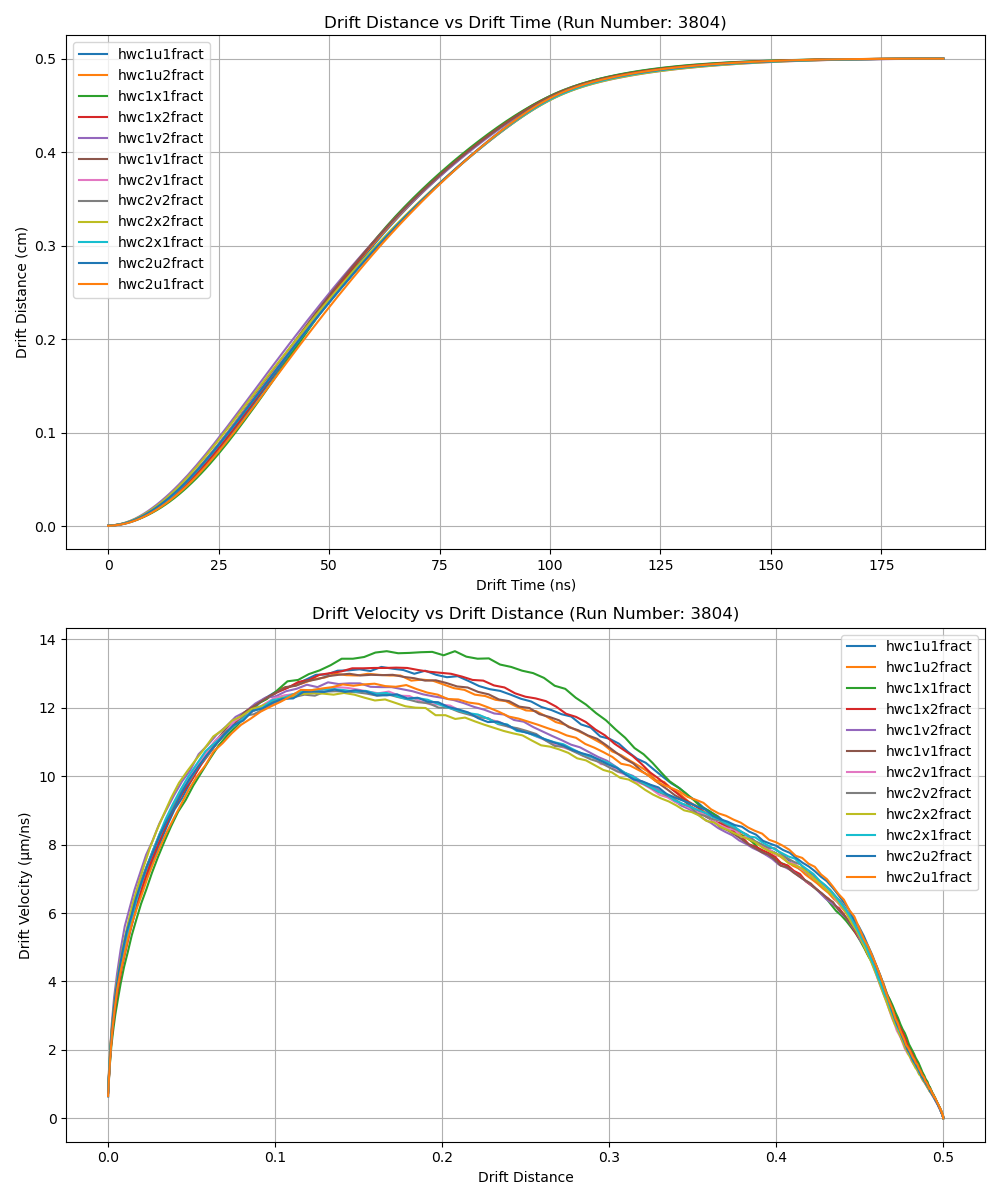 Drift Distance vs Drift Time (Run Number: 3804)
hwc1u1fract
hwc1u2fract
hwc1x1fract
hwc1x2fract
hwc1v2fract
hwc1v1fract
hwc2v1fract
hwc2v2fract
hwc2x2fract
hwc2x1fract
hwc2u2fract
hwc2u1fract
0.5
0.4
0.3
0.2
0.1
0.0
Drift Distance (cm)
0 25 50 75 100 125 150 175
Drift Time (ns)
Drift Velocity vs Drift Distance (Run Number: 3804)
hwc1u1fract
hwc1u2fract
hwc1x1fract
hwc1x2fract
hwc1v2fract
hwc1v1fract
hwc2v1fract
hwc2v2fract
hwc2x2fract
hwc2x1fract
hwc2u2fract
hwc2u1fract
14
12
10
8
6
4
2
0
Drift Velocity (μm/ns)
0.0 0.1 0.2 0.3 0.4 0.5
Drift Distance